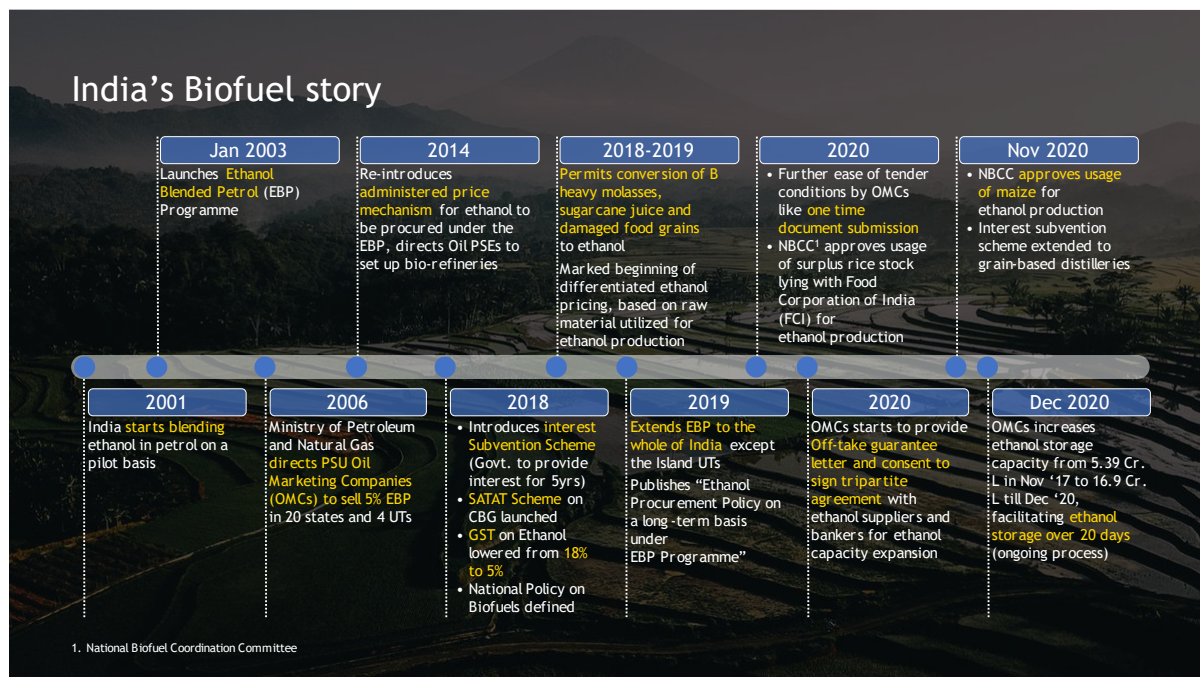 India's Biofuel story
Jan 2003
Launches Ethanol
Blended Petrol (EBP)
Programme
2014
Re-introduces
administered price
mechanism for ethanol to
be procured under the
EBP, directs Oil PSEs to
set up bio-refineries
2018-2019
Permits conversion of B
heavy molasses,
sugarcane juice and
damaged food grains
to ethanol
Marked beginning of
differentiated ethanol
pricing, based on raw
material utilized for
ethanol production
2020
• Further ease of tender
conditions by OMCs
like one time
document submission
• NBCC¹ approves usage
of surplus rice stock
lying with Food
Corporation of India
(FCI) for
ethanol production
Nov 2020
• NBCC approves usage
of maize for
ethanol production
• Interest subvention
scheme extended to
grain-based distilleries
2001
India starts blending
ethanol in petrol on a
pilot basis
2006
Ministry of Petroleum
and Natural Gas
directs PSU Oil
Marketing Companies
(OMCs) to sell 5% EBP
in 20 states and 4 UTs
2018
• Introduces interest
Subvention Scheme
(Govt. to provide
interest for 5yrs)
• SATAT Scheme on
CBG launched
• GST on Ethanol
lowered from 18%
to 5%
• National Policy on
Biofuels defined
2019
Extends EBP to the
whole of India except
the Island UTs
Publishes "Ethanol
Procurement Policy on
a long-term basis
under
EBP Programme"
2020
OMCs starts to provide
Off-take guarantee
letter and consent to
sign tripartite
agreement with
ethanol suppliers and
bankers for ethanol
capacity expansion
Dec 2020
OMCs increases
ethanol storage
capacity from 5.39 Cr.
L in Nov '17 to 16.9 Cr.
L till Dec '20,
facilitating ethanol
storage over 20 days
(ongoing process)
1. National Biofuel Coordination Committee